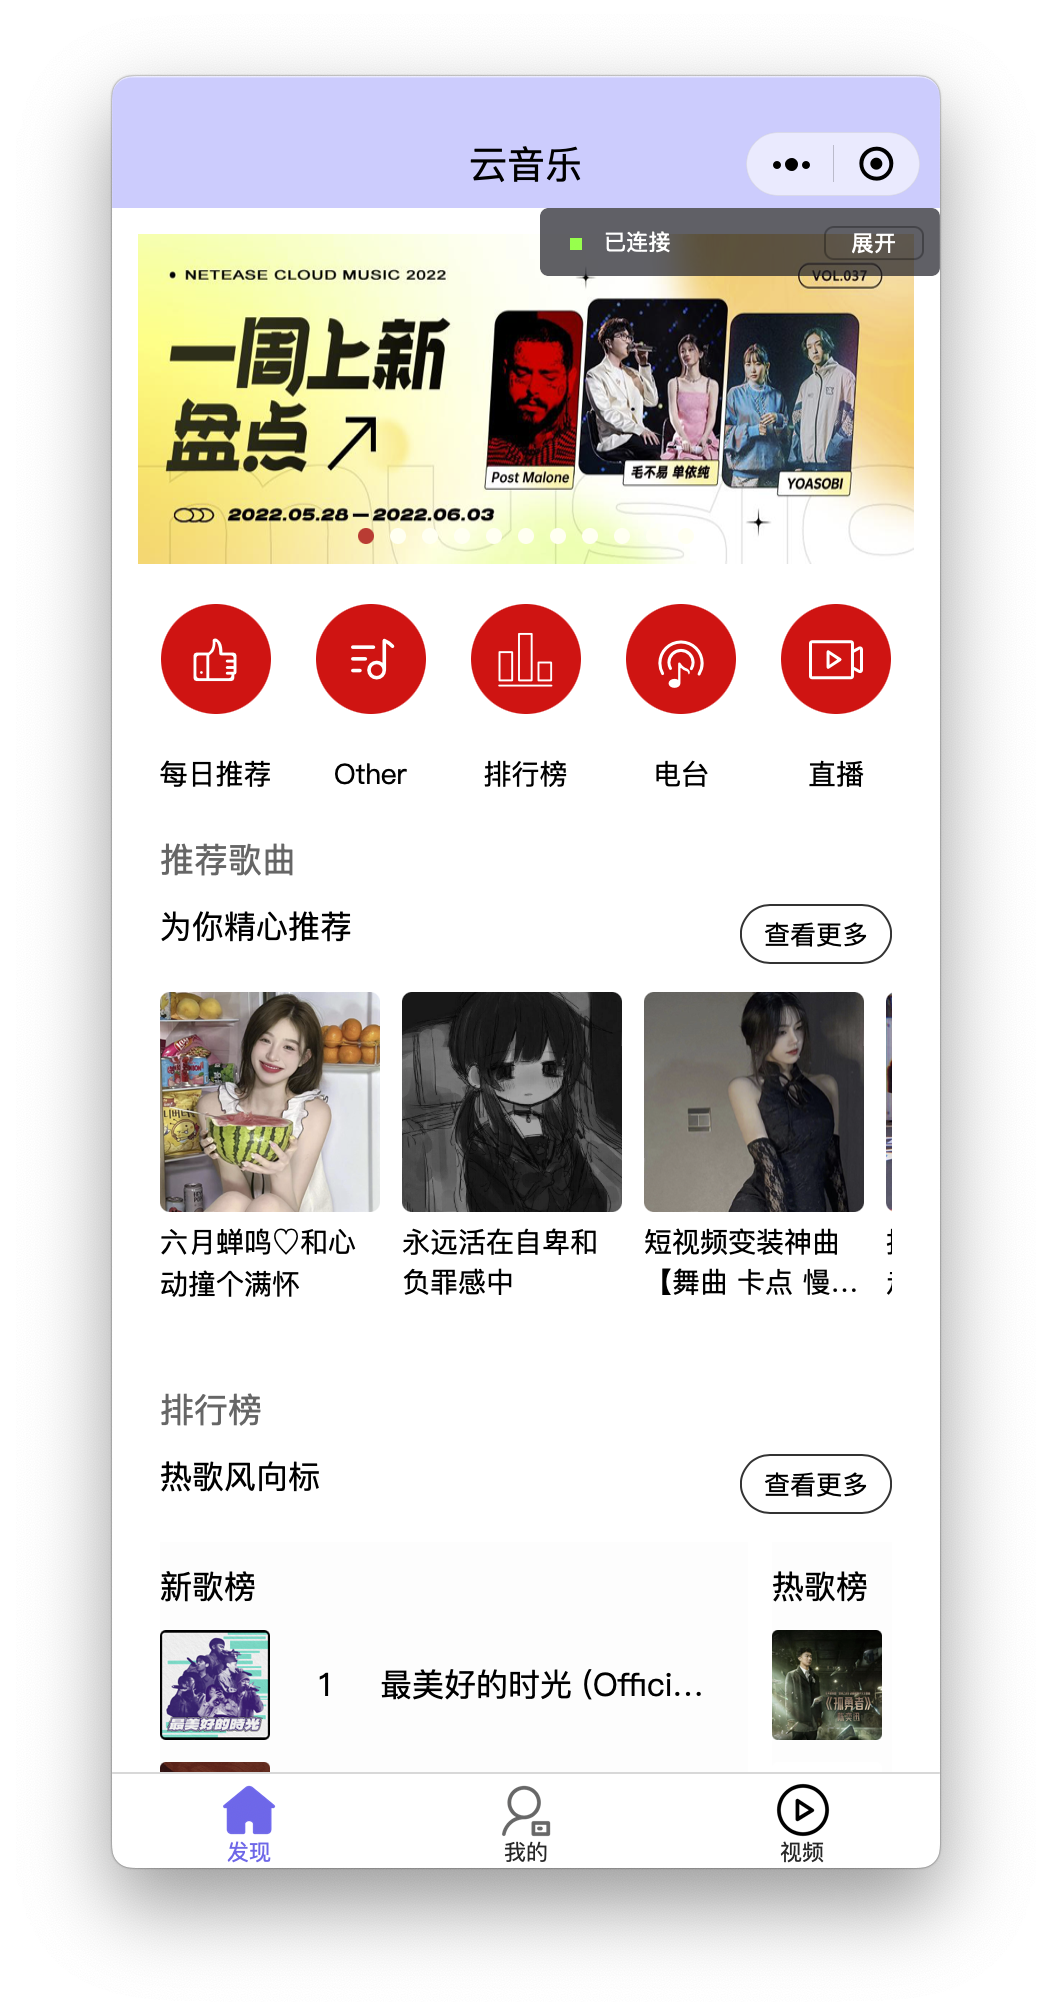 云音乐
已连接
展开
• NETEASE CLOUD MUSIC 2022
VOL.037
一周上新
盘点
Post Malone
毛不易 单依纯
YOASOBI
2022.05.28—2022.06.03
music
每日推荐
Other
排行榜
电台
直播
推荐歌曲
为你精心推荐
查看更多
六月蝉鸣♡和心
动撞个满怀
永远活在自卑和
负罪感中
短视频变装神曲
【舞曲 卡点 慢...
排行榜
热歌风向标
查看更多
新歌榜
热歌榜
最美好的時光
1
最美好的时光 (Offici...
《孤勇者》
陈奕迅
发现
我的
视频